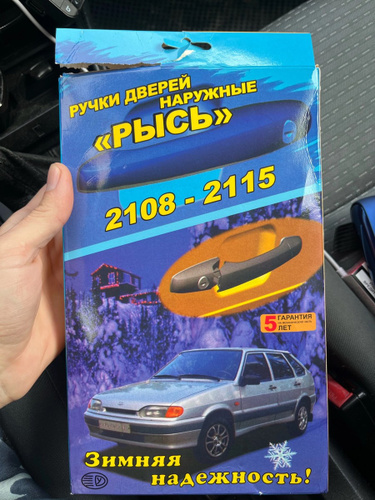 РУЧКИ ДВЕРЕЙ
НАРУЖНЫЕ
«РЫСЬ»
2108 - 2115
5 ГАРАНТИЯ
ЛЕТ
Зимняя
надежность!